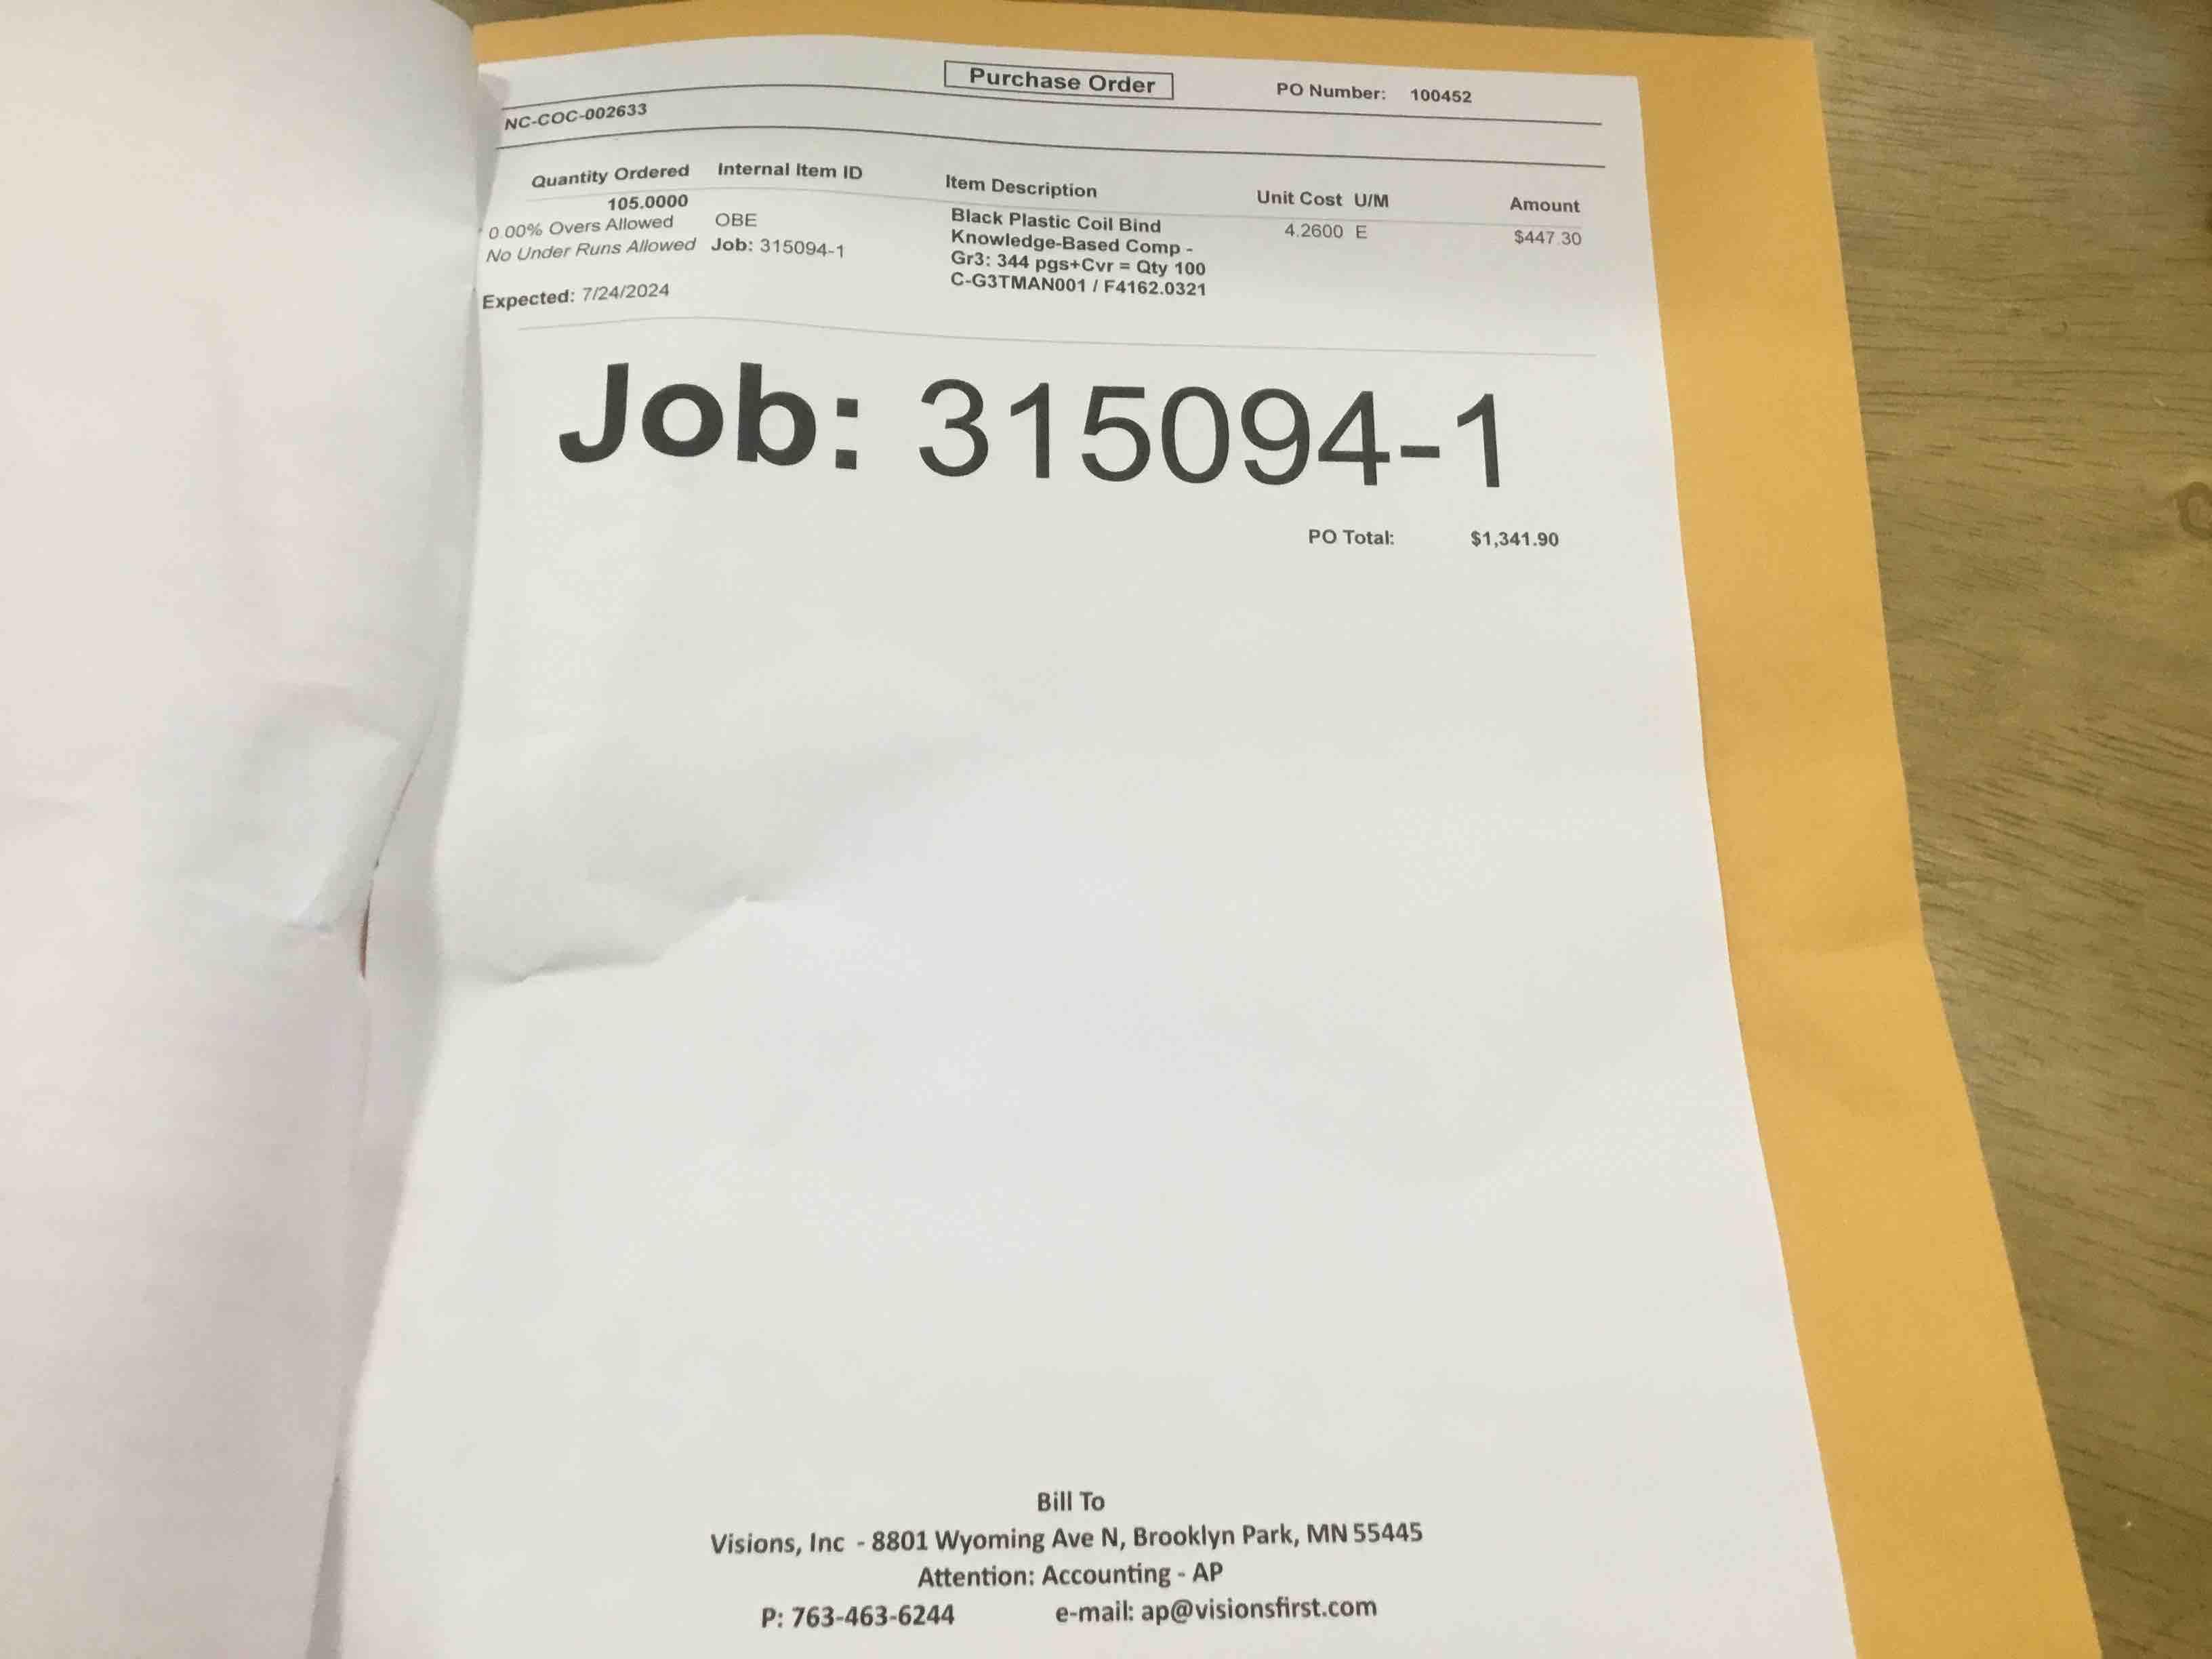 Purchase Order PO Number: 100452
NC-COC-002633
Quantity Ordered Internal Item ID Item Description Unit Cost U/M Amount
105.0000 OBE Black Plastic Coil Bind 4.2600 E $447.30
0.00% Overs Allowed Job: 315094-1 Knowledge-Based Comp -
No Under Runs Allowed Gr3: 344 pgs+Cvr = Qty 100
C-G3TMAN001 / F4162.0321
Expected: 7/24/2024
Job: 315094-1
PO Total: $1,341.90
Bill To
Visions, Inc - 8801 Wyoming Ave N, Brooklyn Park, MN 55445
Attention: Accounting - AP
P: 763-463-6244 e-mail: ap@visionsfirst.com